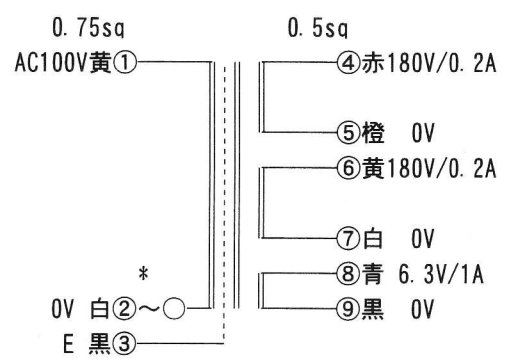 0.75sq 0.5sq
AC100V黄① ④赤180V/0.2A
⑤橙 0V
⑥黄180V/0.2A
⑦白 0V
*
⑧青 6.3V/1A
0V 白②～○ ⑨黒 0V
E 黒③